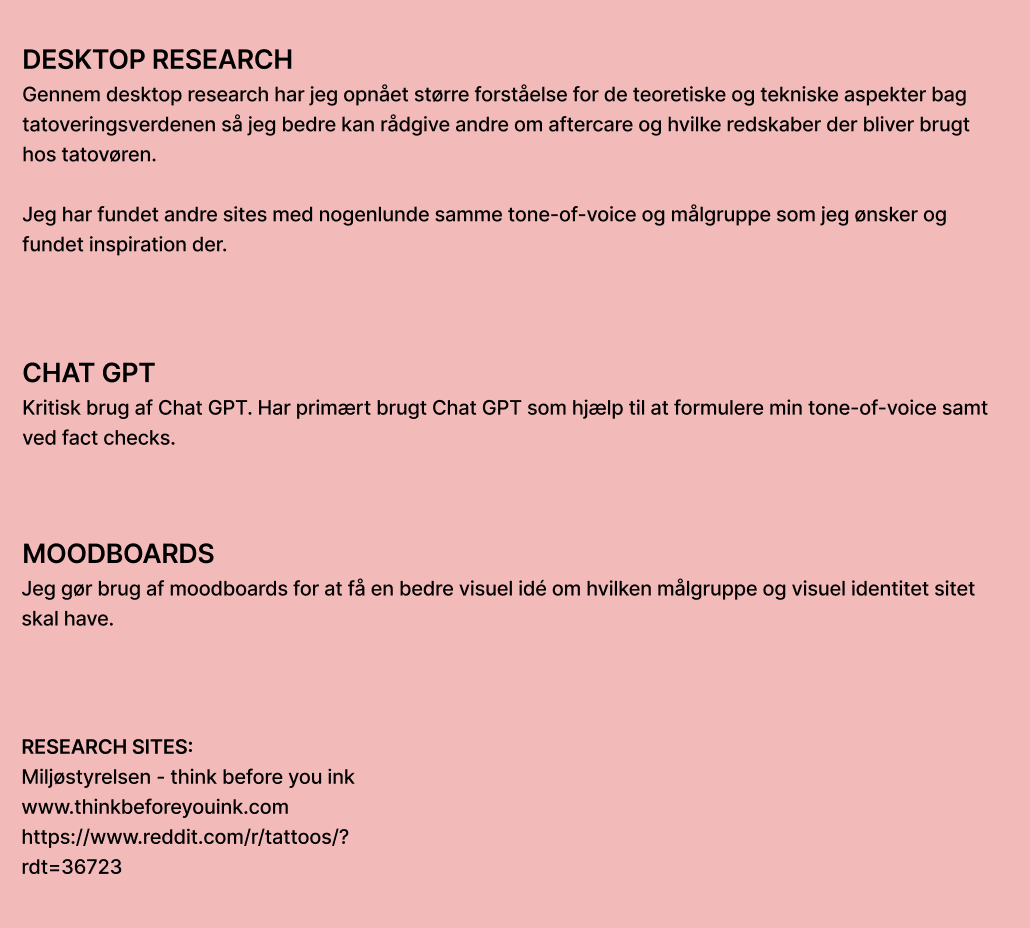 DESKTOP RESEARCH
Gennem desktop research har jeg opnået større forståelse for de teoretiske og tekniske aspekter bag
tatoveringsverdenen så jeg bedre kan rådgive andre om aftercare og hvilke redskaber der bliver brugt
hos tatovøren.
Jeg har fundet andre sites med nogenlunde samme tone-of-voice og målgruppe som jeg ønsker og
fundet inspiration der.
CHAT GPT
Kritisk brug af Chat GPT. Har primært brugt Chat GPT som hjælp til at formulere min tone-of-voice samt
ved fact checks.
MOODBOARDS
Jeg gør brug af moodboards for at få en bedre visuel idé om hvilken målgruppe og visuel identitet sitet
skal have.
RESEARCH SITES:
Miljøstyrelsen - think before you ink
www.thinkbeforeyouink.com
https://www.reddit.com/r/tattoos/?
rdt=36723